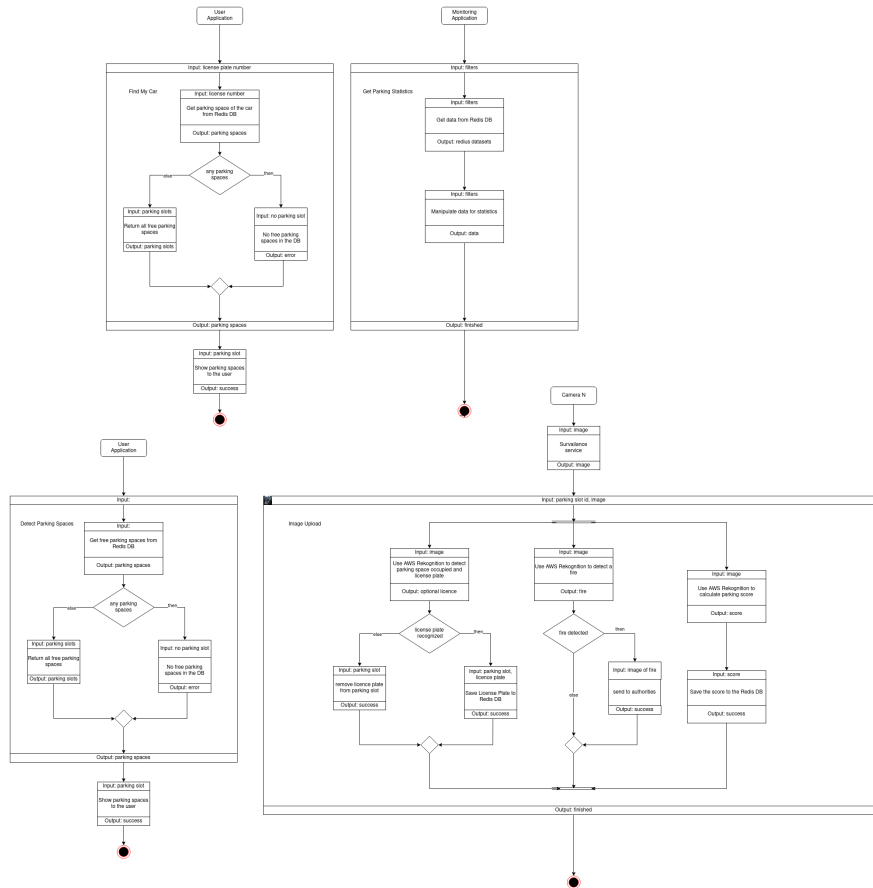 User
Application
Input: license plate number
Find My Car
Input: license number
Get parking space of the car
from Redis DB
Output: parking spaces
any parking
spaces
else
then
Input: parking slots
Return all free parking
spaces
Output: parking slots
Input: no parking slot
No free parking
spaces in the DB
Output: error
Output: parking spaces
Input: parking slot
Show parking spaces
to the user
Output: success
Monitoring
Application
Input: filters
Get Parking Statistics
Input: filters
Get data from Redis DB
Output: redius datasets
Input: filters
Manipulate data for statistics
Output: data
Output: finished
User
Application
Input:
Detect Parking Spaces
Input:
Get free parking spaces from
Redis DB
Output: parking spaces
any parking
spaces
else
then
Input: parking slots
Return all free parking
spaces
Output: parking slots
Input: no parking slot
No free parking
spaces in the DB
Output: error
Output: parking spaces
Input: parking slot
Show parking spaces
to the user
Output: success
Camera N
Input: image
Survailance
service
Output: image
Input: parking slot id, image
Image Upload
Input: image
Use AWS Rekognition to detect
parking space occupied and
license plate
Output: optional licence
license plate
recognized
else
then
Input: parking slot
remove licence plate
from parking slot
Output: success
Input: parking slot,
licence plate
Save License Plate to
Redis DB
Output: success
Input: image
Use AWS Rekognition to detect a
fire
Output: fire
fire detected
then
else
Input: image of fire
send to authorities
Output: success
Input: image
Use AWS Rekognition to
calculate parking score
Output: score
Input: score
Save the score to the Redis DB
Output: success
Output: finished